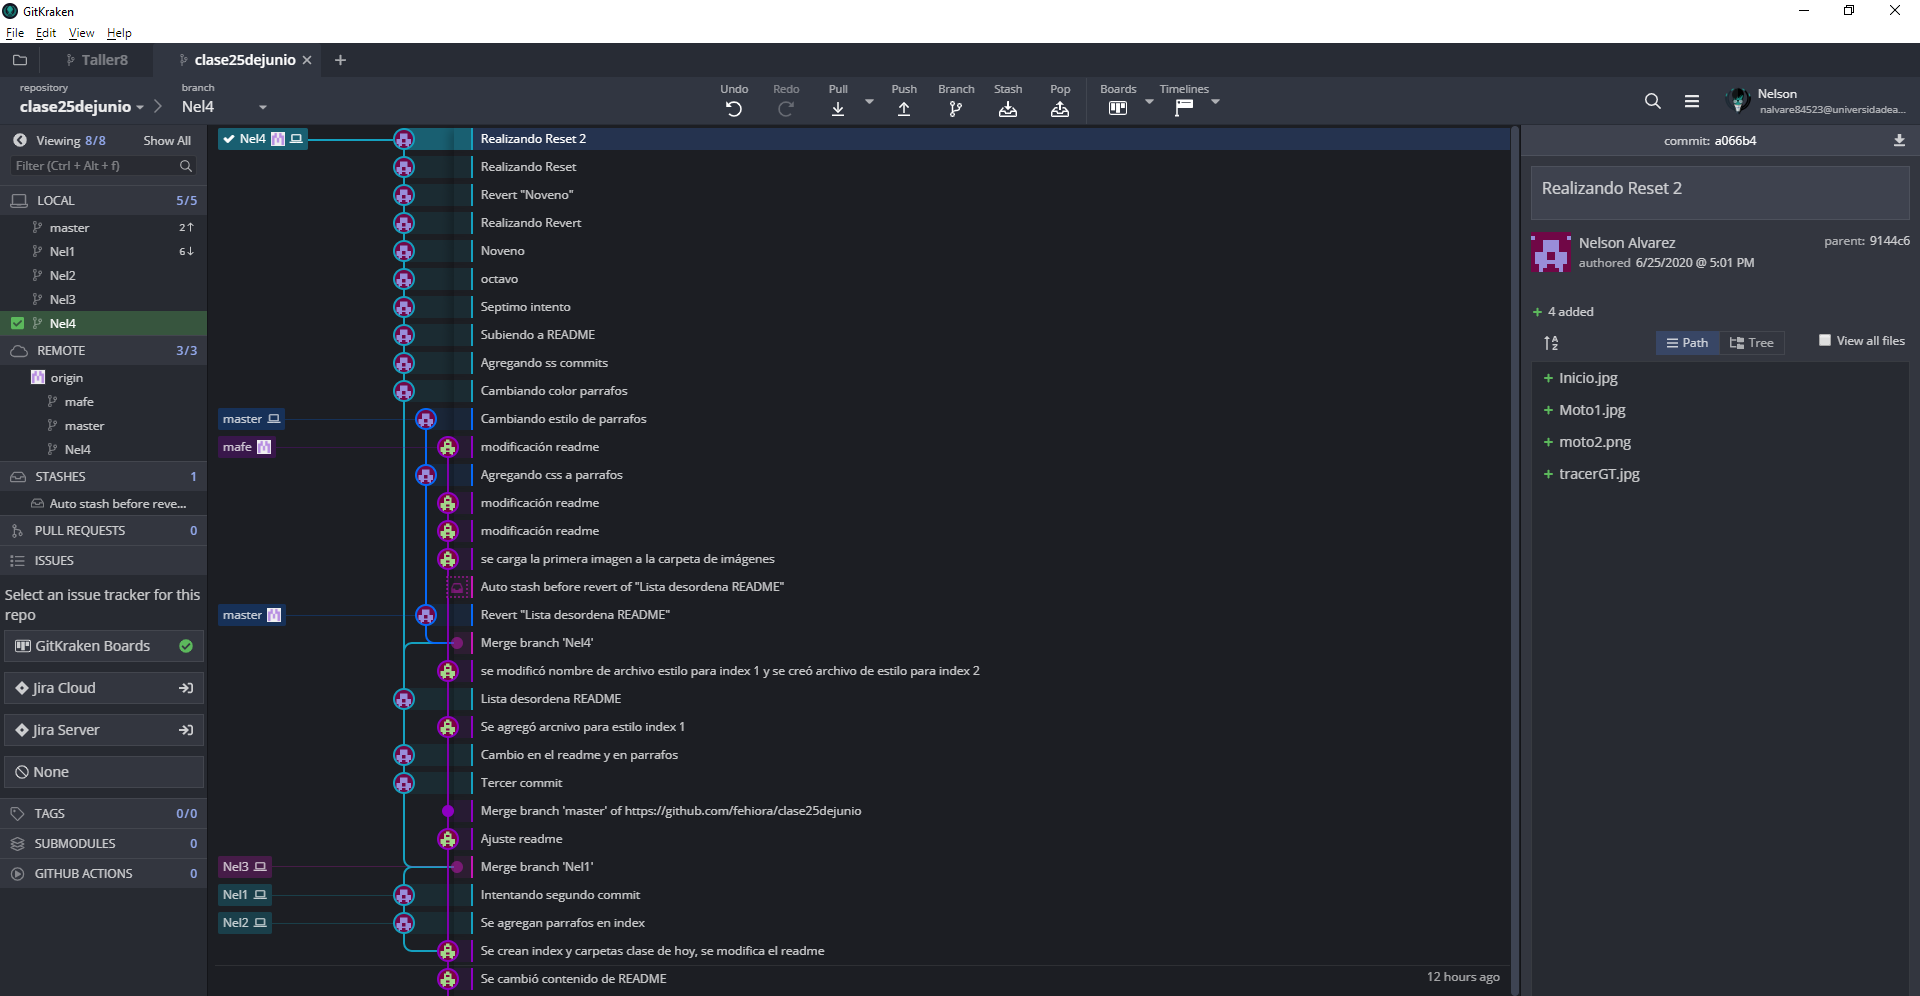 GitKraken
File Edit View Help
Taller8
clase25dejunio
repository
clase25dejunio
branch
Nel4
Undo
Redo
Pull
Push
Branch
Stash
Pop
Boards
Timelines
Nelson
nalvare84523@universidadea...
Viewing 8/8 Show All
Filter (Ctrl + Alt + f)
LOCAL 5/5
master 2↑
Nel1 6↓
Nel2
Nel3
Nel4
REMOTE 3/3
origin
mafe
master
Nel4
STASHES 1
Auto stash before reve...
PULL REQUESTS 0
ISSUES
Select an issue tracker for this
repo
GitKraken Boards
Jira Cloud
Jira Server
None
TAGS 0/0
SUBMODULES 0
GITHUB ACTIONS 0
Nel4 Realizando Reset 2
Realizando Reset
Revert "Noveno"
Realizando Revert
Noveno
octavo
Septimo intento
Subiendo a README
Agregando ss commits
Cambiando color parrafos
master Cambiando estilo de parrafos
mafe modificación readme
Agregando css a parrafos
modificación readme
modificación readme
se carga la primera imagen a la carpeta de imágenes
Auto stash before revert of "Lista desordena README"
master Revert "Lista desordena README"
Merge branch 'Nel4'
se modificó nombre de archivo estilo para index 1 y se creó archivo de estilo para index 2
Lista desordena README
Se agregó arcnivo para estilo index 1
Cambio en el readme y en parrafos
Tercer commit
Merge branch 'master' of https://github.com/fehiora/clase25dejunio
Ajuste readme
Nel3 Merge branch 'Nel1'
Nel1 Intentando segundo commit
Nel2 Se agregan parrafos en index
Se crean index y carpetas clase de hoy, se modifica el readme
Se cambió contenido de README 12 hours ago
commit: a066b4
Realizando Reset 2
Nelson Alvarez parent: 9144c6
authored 6/25/2020 @ 5:01 PM
+ 4 added
Path Tree View all files
+ Inicio.jpg
+ Moto1.jpg
+ moto2.png
+ tracerGT.jpg